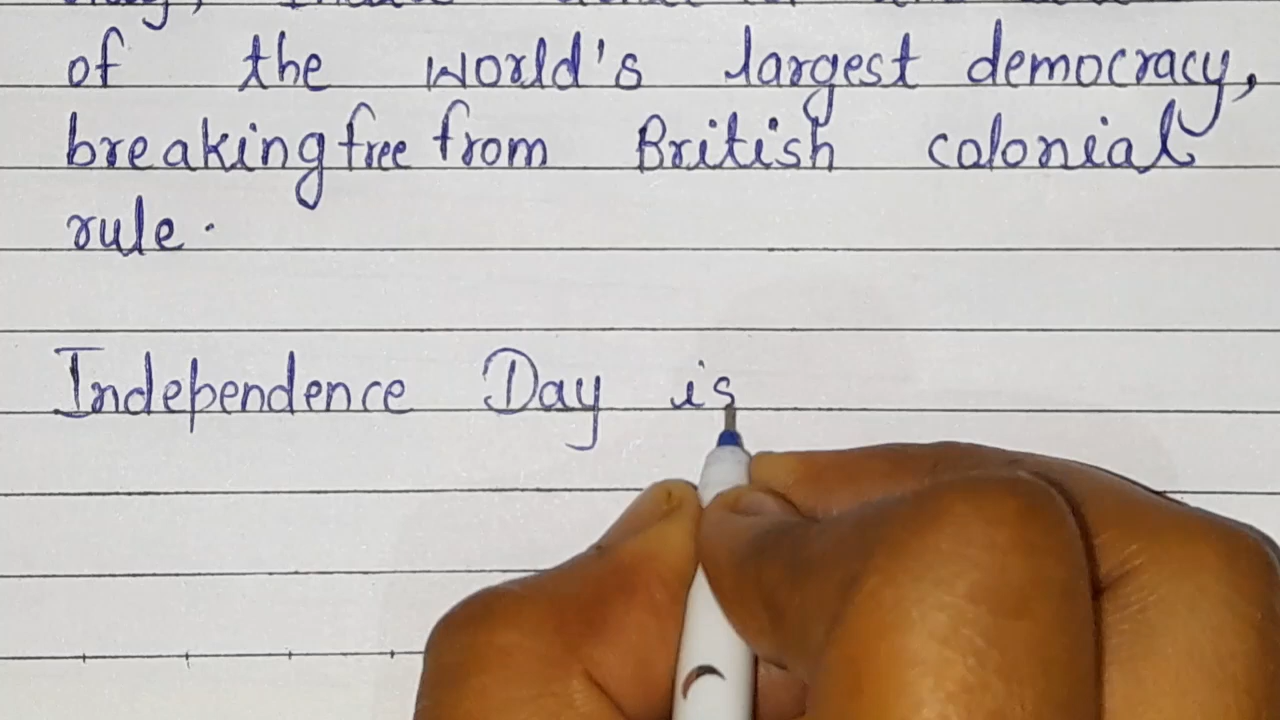 of the world's largest democracy,
breaking free from British colonial
rule.
Independence Day is